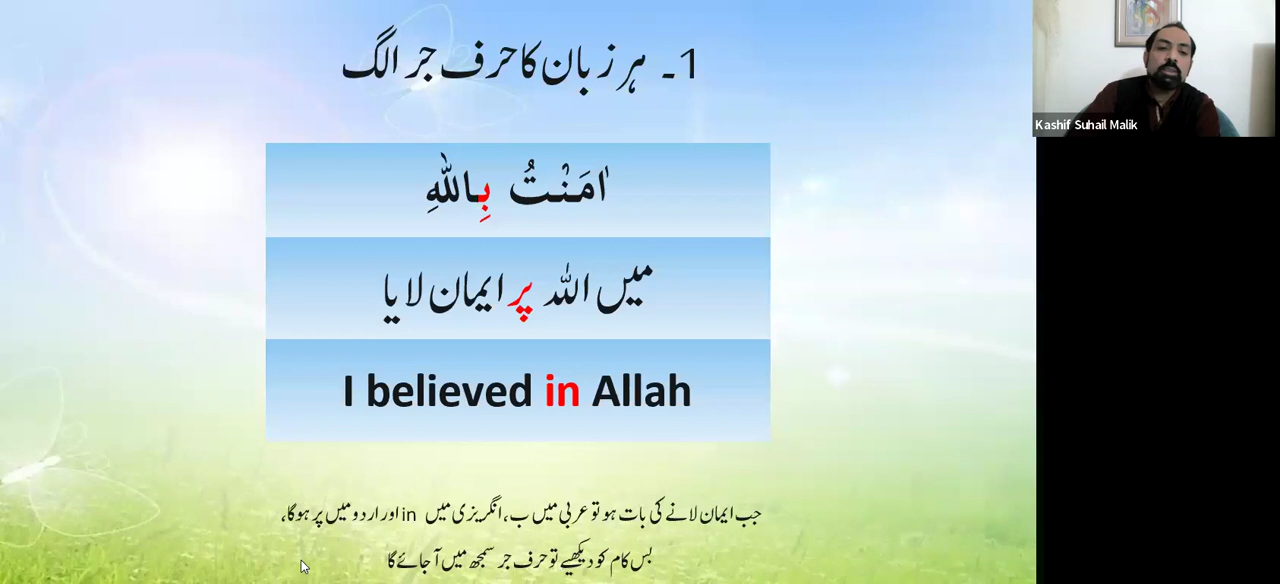 1۔ ہر زبان کا حرف جر الگ
اٰمَنْتُ بِاللّٰهِ
میں اللہ پر ایمان لایا
I believed in Allah
جب ایمان لانے کی بات ہو تو عربی میں ب، انگریزی میں in اور اردو میں پر ہوگا،
بس کام کو دیکھیے تو حرف جر سمجھ میں آ جائے گا
Kashif Suhail Malik